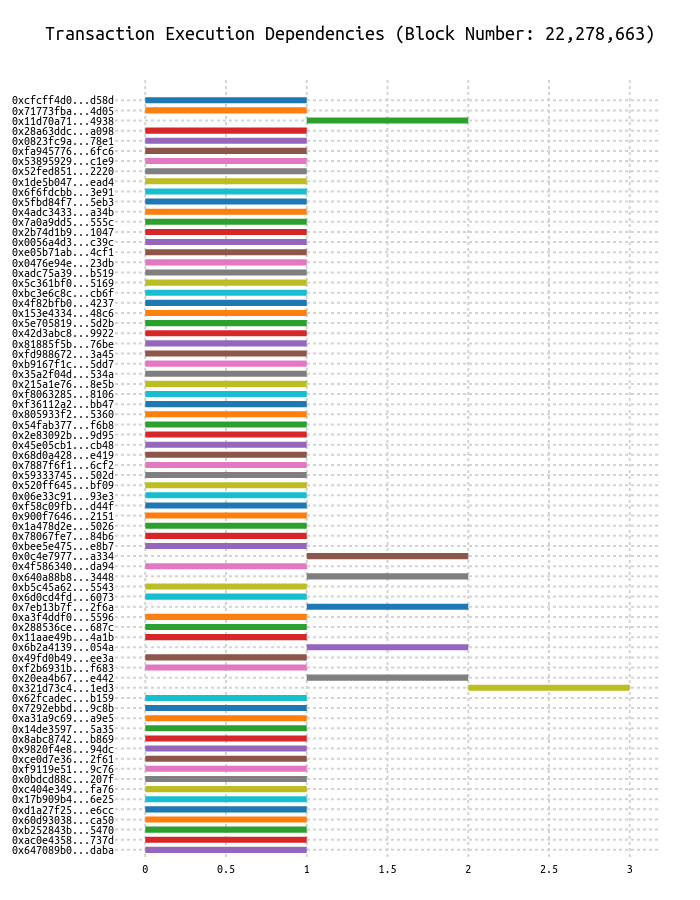 Transaction Execution Dependencies (Block Number: 22,278,663)
0xcfcff4d0...d58d
0x71773fba...4d05
0x11d70a71...4938
0x28a63ddc...a098
0x0823fc9a...78e1
0xfa945776...6fc6
0x53895929...c1e9
0x52fed851...2220
0x1de5b047...ead4
0x6f6fdcbb...3e91
0x5fbd84f7...5eb3
0x4adc3433...a34b
0x7a0a9dd5...555c
0x2b74d1b9...1047
0x0056a4d3...c39c
0xe05b71ab...4cf1
0x0476e94e...23db
0xadc75a39...b519
0x5c361bf0...5169
0xbc3e6c8c...cb6f
0x4f82bfb0...4237
0x153e4334...48c6
0x5e705819...5d2b
0x42d3abc8...9922
0x81885f5b...76be
0xfd988672...3a45
0xb9167f1c...5dd7
0x35a2f04d...534a
0x215a1e76...8e5b
0xf8063285...8106
0xf36112a2...bb47
0x805933f2...5360
0x54fab377...f6b8
0x2e83092b...9d95
0x45e05cb1...cb48
0x68d0a428...e419
0x7887f6f1...6cf2
0x59333745...502d
0x520ff645...bf09
0x06e33c91...93e3
0xf58c09fb...d44f
0x900f7646...2151
0x1a478d2e...5026
0x78067fe7...84b6
0xbee5e475...e8b7
0x0c4e7977...a334
0x4f586340...da94
0x640a88b8...3448
0xb5c45a62...5543
0x6d0cd4fd...6073
0x7eb13b7f...2f6a
0xa3f4ddf0...5596
0x288536ce...687c
0x11aae49b...4a1b
0x6b2a4139...054a
0x49fd0b49...ee3a
0xf2b6931b...f683
0x20ea4b67...e442
0x321d73c4...1ed3
0x62fcadec...b159
0x7292ebbd...9c8b
0xa31a9c69...a9e5
0x14de3597...5a35
0x8abc8742...b869
0x9820f4e8...94dc
0xce0d7e36...2f61
0xf9119e51...9c76
0x0bdcd88c...207f
0xc404e349...fa76
0x17b909b4...6e25
0xd1a27f25...e6cc
0x60d93038...ca50
0xb252843b...5470
0xac0e4358...737d
0x647089b0...daba
0 0.5 1 1.5 2 2.5 3